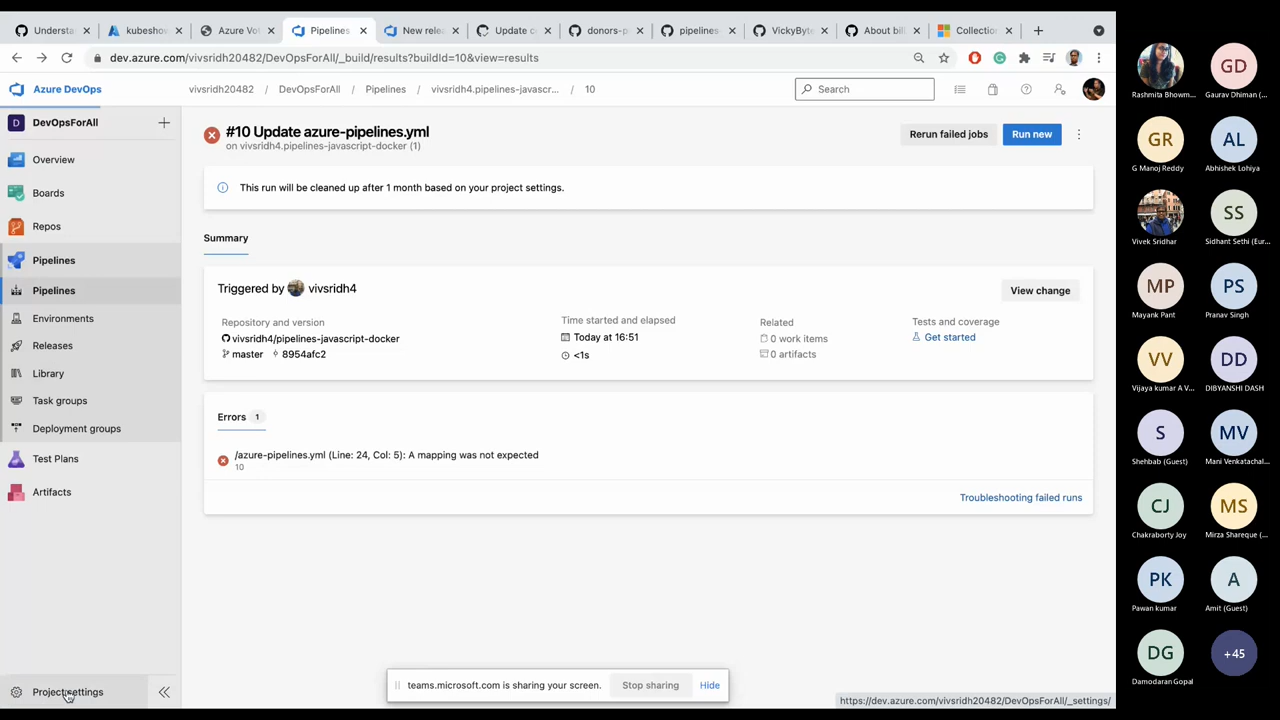 Understa
kubeshow
Azure Vo
Pipelines
New rele
Update c
donors-p
pipelines-
VickyByte
About bil
Collection
dev.azure.com/vivsridh20482/DevOpsForAll/_build/results?buildId=10&view=results
Azure DevOps
vivsridh20482 / DevOpsForAll / Pipelines / vivsridh4.pipelines-javascr... / 10
Search
D DevOpsForAll
Overview
Boards
Repos
Pipelines
Pipelines
Environments
Releases
Library
Task groups
Deployment groups
Test Plans
Artifacts
Project settings
#10 Update azure-pipelines.yml
on vivsridh4.pipelines-javascript-docker (1)
Rerun failed jobs
Run new
This run will be cleaned up after 1 month based on your project settings.
Summary
Triggered by vivsridh4
View change
Repository and version
vivsridh4/pipelines-javascript-docker
master 8954afc2
Time started and elapsed
Today at 16:51
<1s
Related
0 work items
0 artifacts
Tests and coverage
Get started
Errors 1
/azure-pipelines.yml (Line: 24, Col: 5): A mapping was not expected
10
Troubleshooting failed runs
teams.microsoft.com is sharing your screen.
Stop sharing
Hide
https://dev.azure.com/vivsridh20482/DevOpsForAll/_settings/
Rashmita Bhowm...
GD
Gaurav Dhiman (...
GR
G Manoj Reddy
AL
Abhishek Lohiya
Vivek Sridhar
SS
Sidhant Sethi (Eur...
MP
Mayank Pant
PS
Pranav Singh
VV
Vijaya kumar A V...
DD
DIBYANSHI DASH
S
Shehbab (Guest)
MV
Mani Venkatachal...
CJ
Chakraborty Joy
MS
Mirza Shareque (...
PK
Pawan kumar
A
Amit (Guest)
DG
Damodaran Gopal
+45